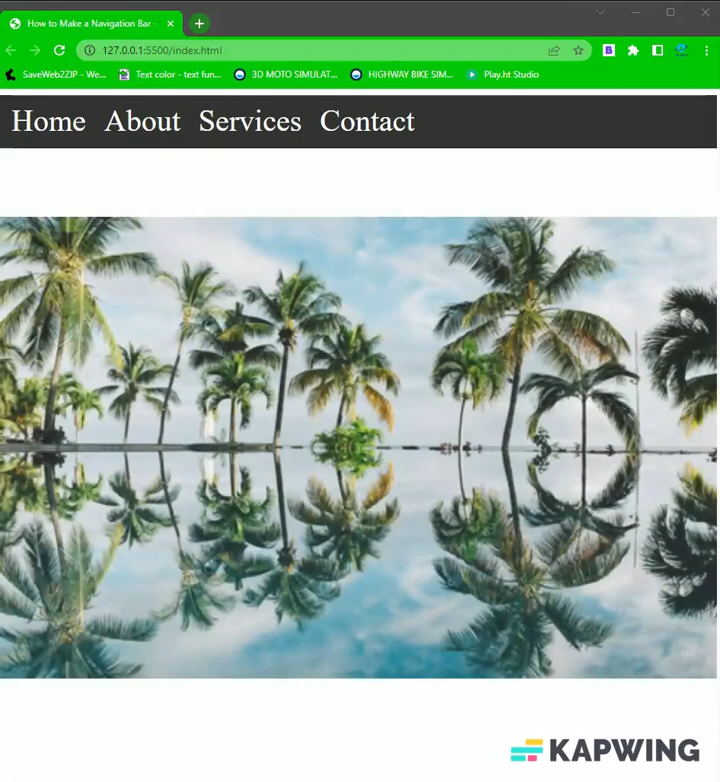 How to Make a Navigation Bar -
127.0.0.1:5500/index.html
SaveWeb2ZIP - We... Text color - text fun... 3D MOTO SIMULAT... HIGHWAY BIKE SIM... Play.ht Studio
Home About Services Contact
KAPWING